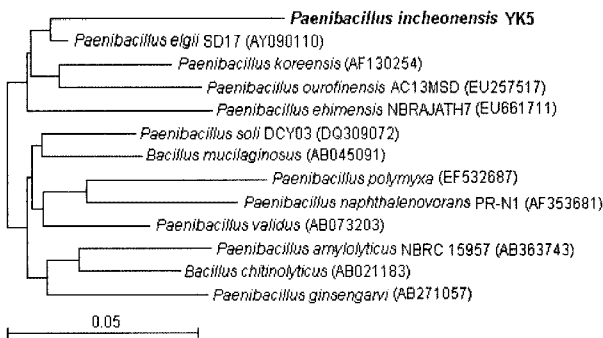 Paenibacillus incheonensis YK5
Paenibacillus elgii SD17 (AY090110)
Paenibacillus koreensis (AF130254)
Paenibacillus ourofinensis AC13MSD (EU257517)
Paenibacillus ehimensis NBRAJATH7 (EU661711)
Paenibacillus soli DCY03 (DQ309072)
Bacillus mucilaginosus (AB045091)
Paenibacillus polymyxa (EF532687)
Paenibacillus naphthalenovorans PR-N1 (AF353681)
Paenibacillus validus (AB073203)
Paenibacillus amylolyticus NBRC 15957 (AB363743)
Bacillus chitinolyticus (AB021183)
Paenibacillus ginsengarvi (AB271057)
0.05